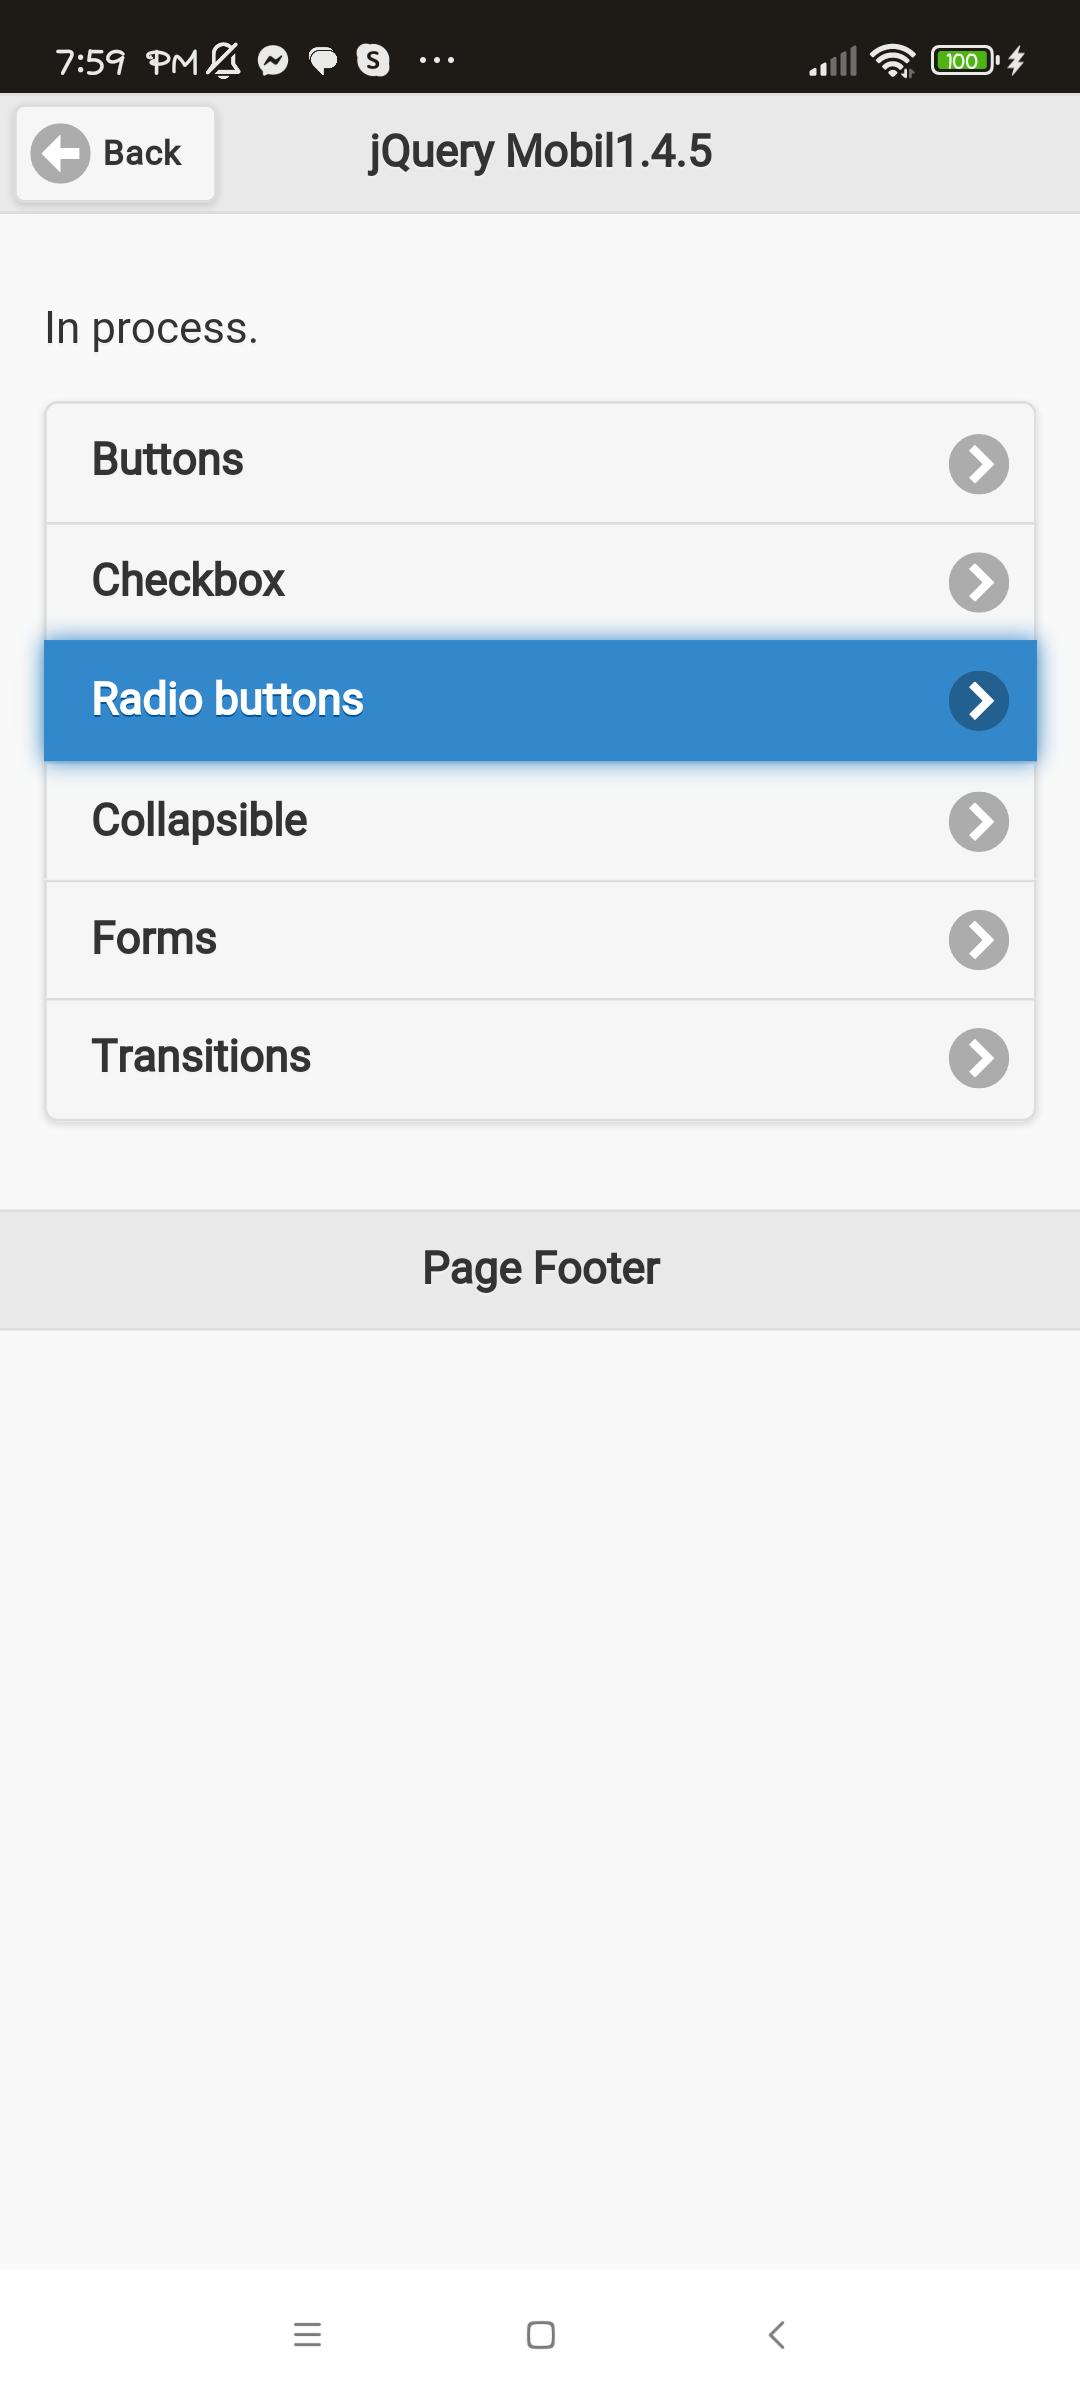 7:59 PM
100
Back
jQuery Mobil1.4.5
In process.
Buttons
Checkbox
Radio buttons
Collapsible
Forms
Transitions
Page Footer